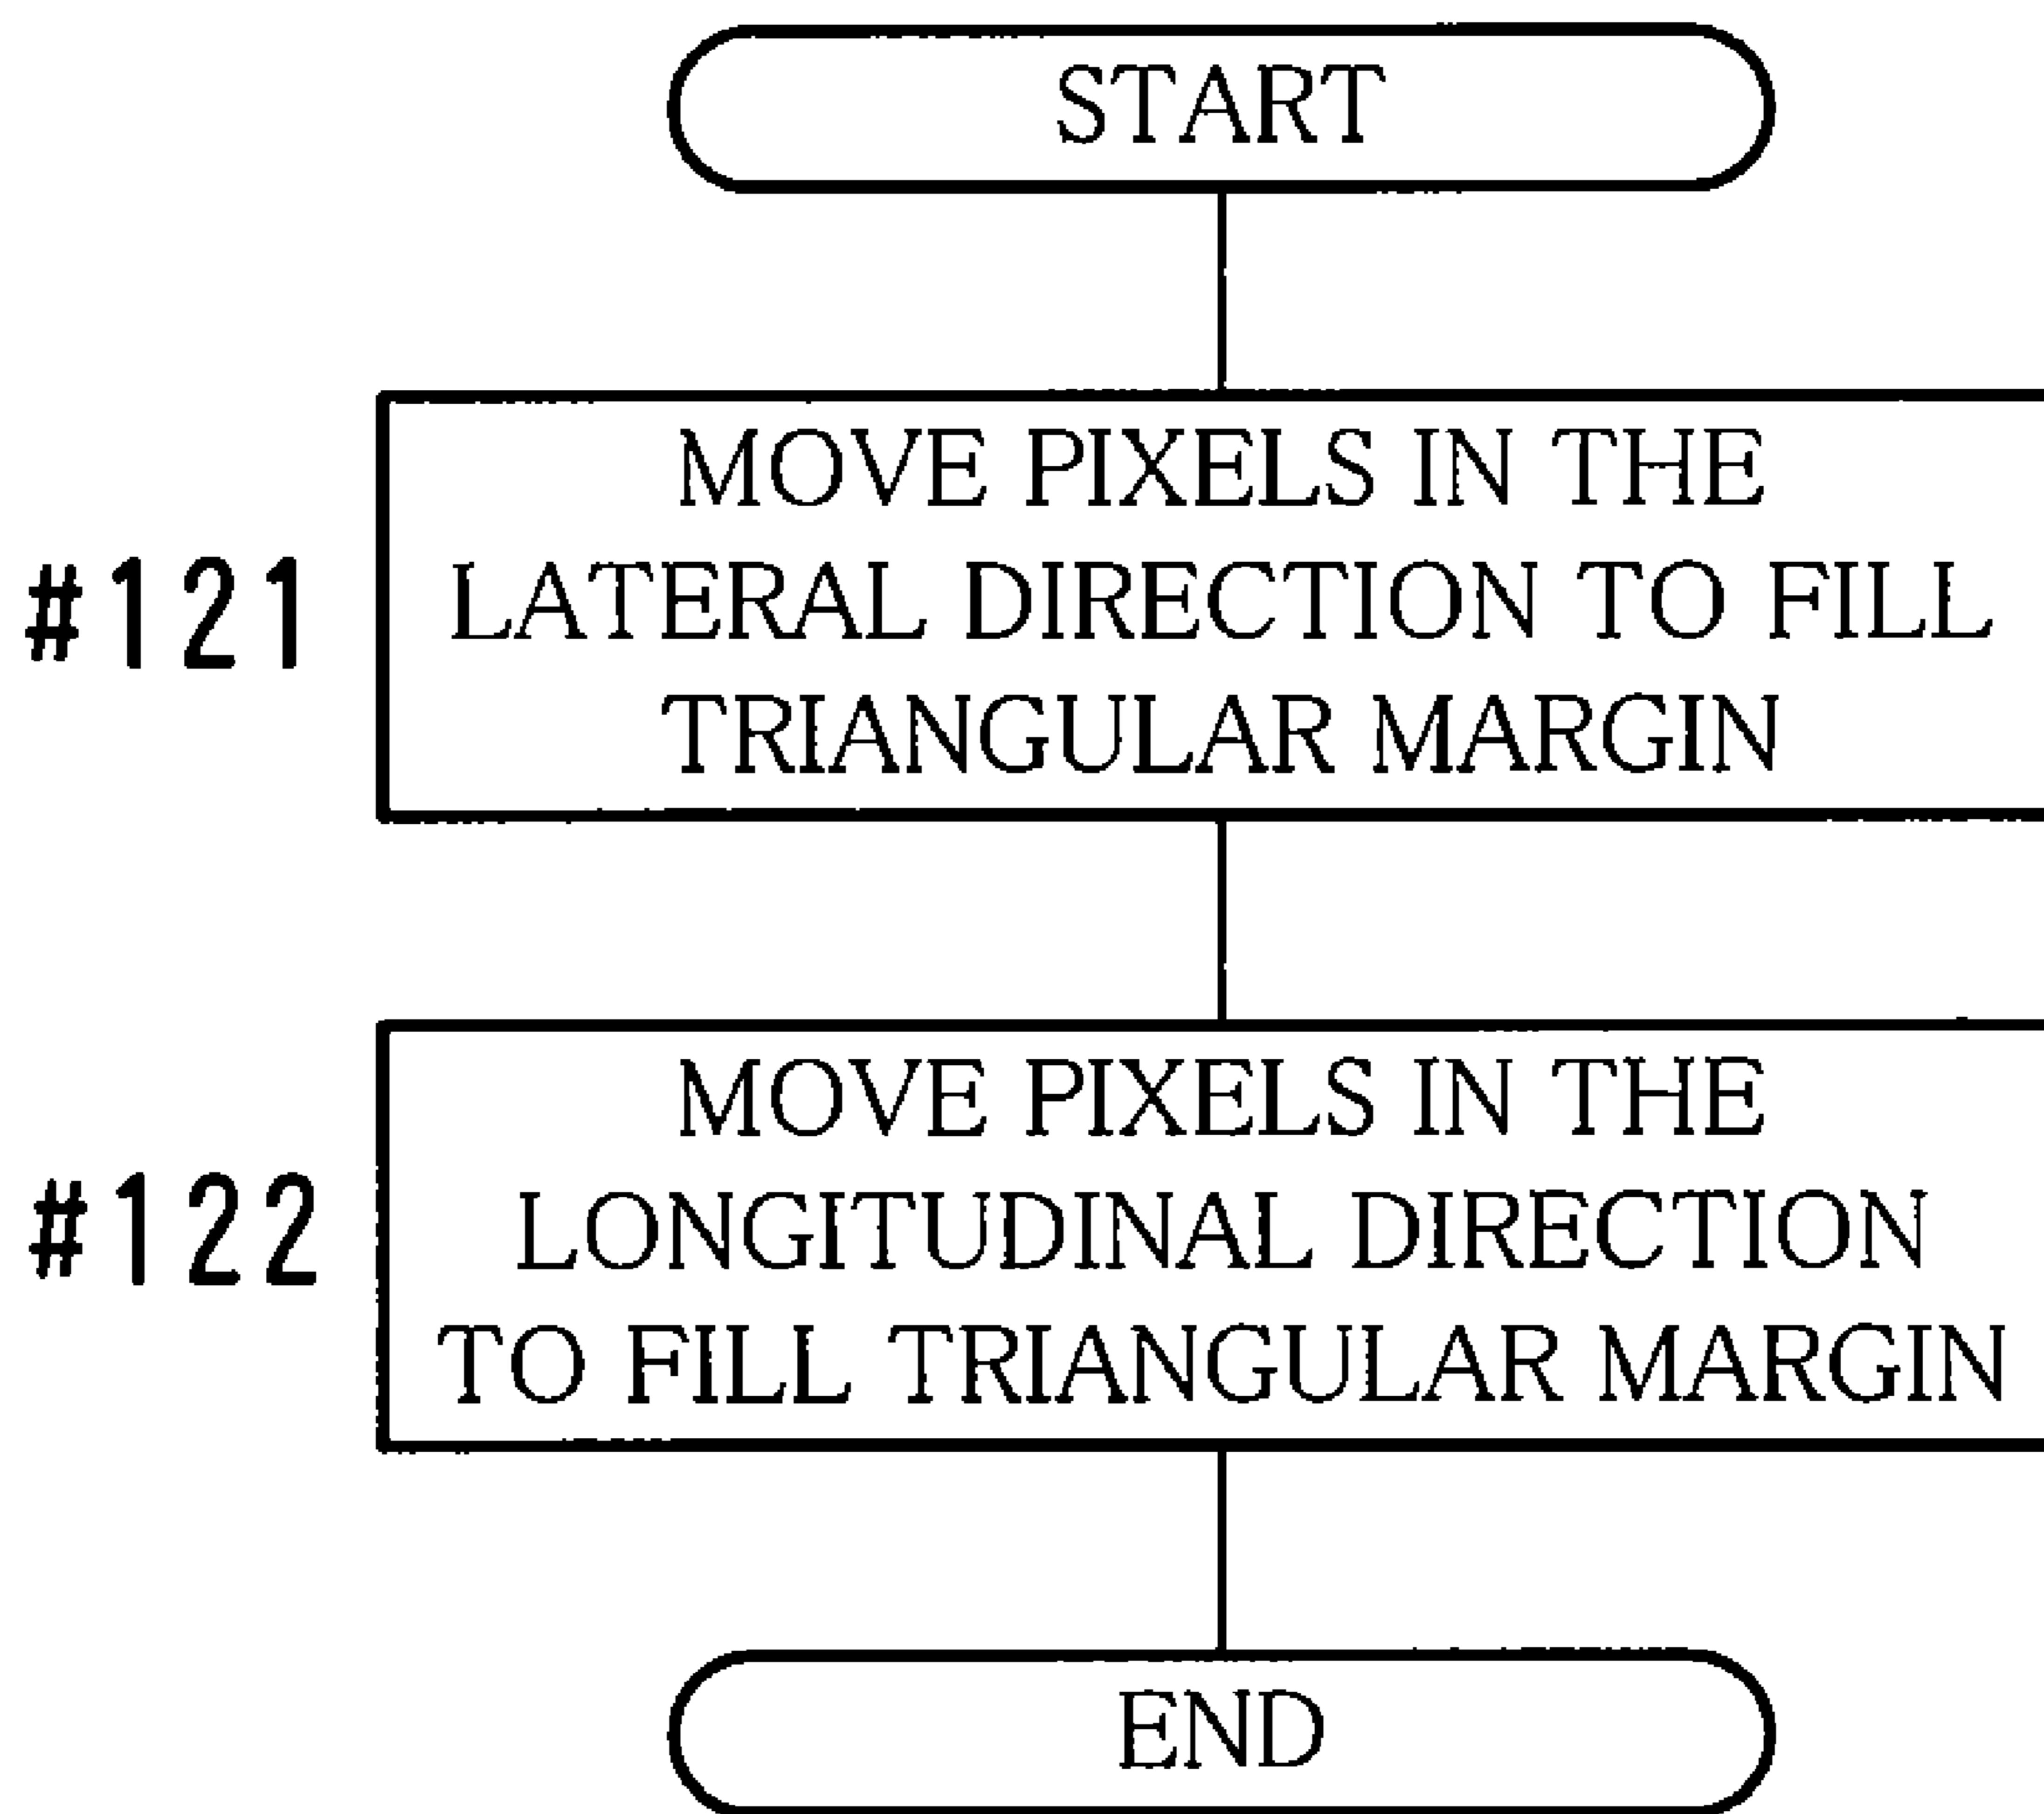 START
MOVE PIXELS IN THE
LATERAL DIRECTION TO FILL
TRIANGULAR MARGIN
#121
MOVE PIXELS IN THE
LONGITUDINAL DIRECTION
TO FILL TRIANGULAR MARGIN
#122
END